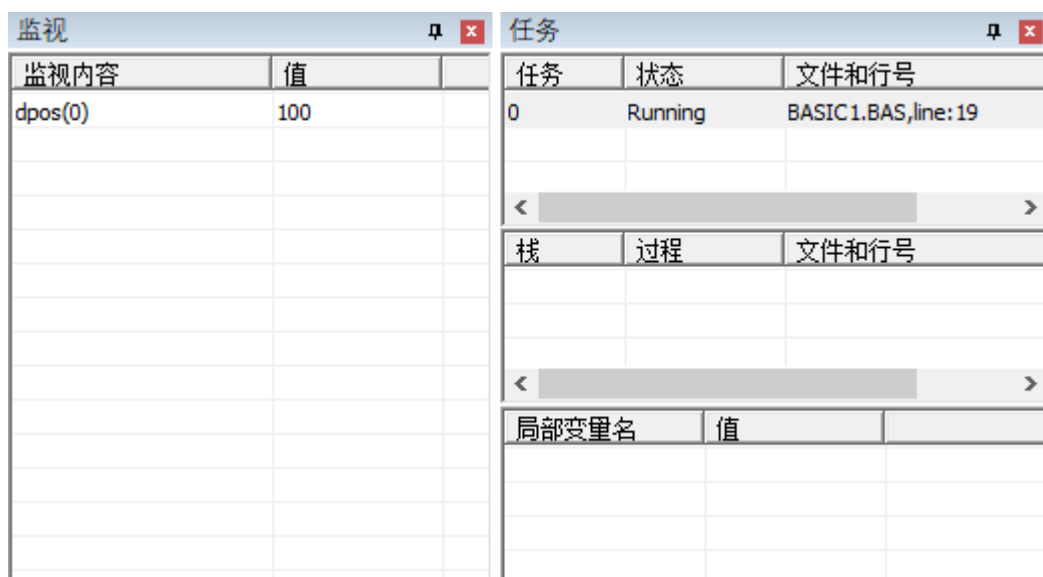 监视
监视内容 值
dpos(0) 100
任务
任务 状态 文件和行号
0 Running BASIC1.BAS,line:19
栈 过程 文件和行号
局部变量名 值